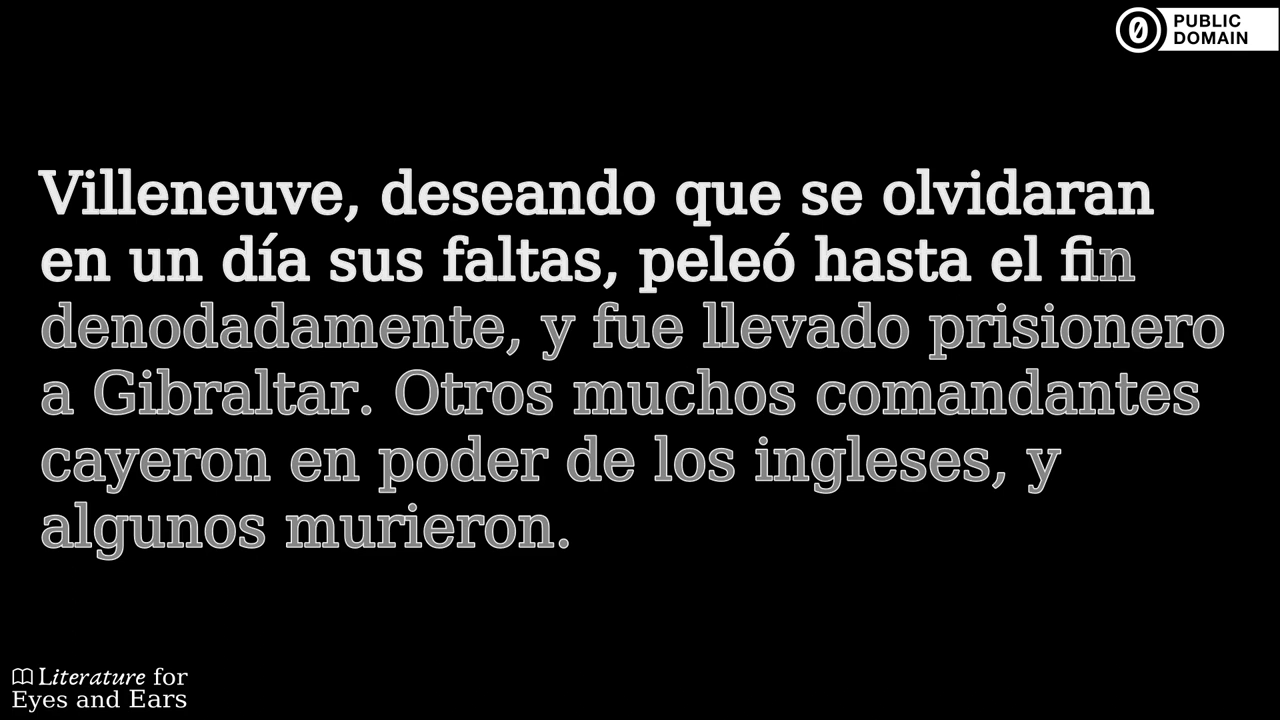 PUBLIC
DOMAIN
Villeneuve, deseando que se olvidaran
en un día sus faltas, peleó hasta el fin
denodadamente, y fue llevado prisionero
a Gibraltar. Otros muchos comandantes
cayeron en poder de los ingleses, y
algunos murieron.
Literature for
Eyes and Ears